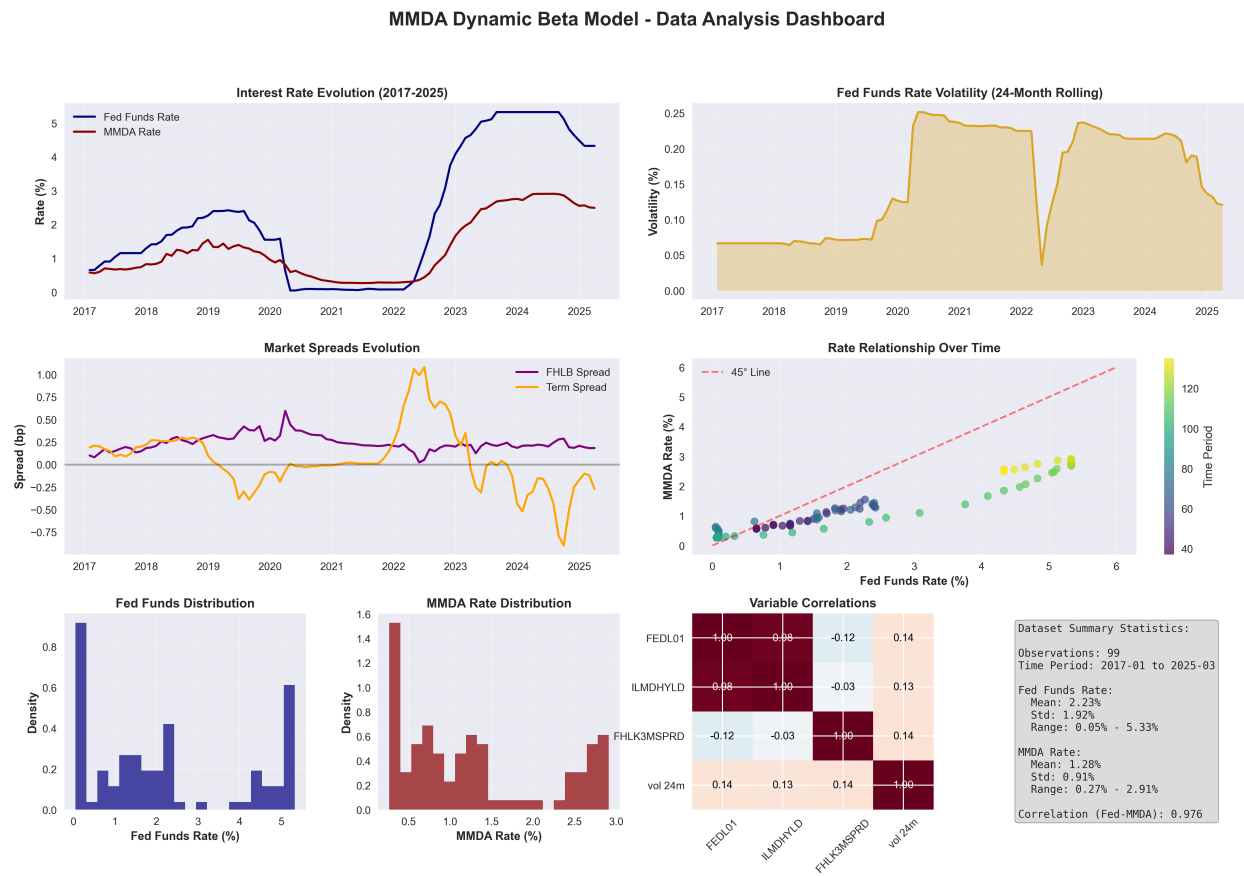 MMDA Dynamic Beta Model - Data Analysis Dashboard
Interest Rate Evolution (2017-2025)
Fed Funds Rate
MMDA Rate
Rate (%)
5
4
3
2
1
0
2017 2018 2019 2020 2021 2022 2023 2024 2025
Fed Funds Rate Volatility (24-Month Rolling)
Volatility (%)
0.25
0.20
0.15
0.10
0.05
0.00
2017 2018 2019 2020 2021 2022 2023 2024 2025
Market Spreads Evolution
FHLB Spread
Term Spread
Spread (bp)
1.00
0.75
0.50
0.25
0.00
−0.25
−0.50
−0.75
2017 2018 2019 2020 2021 2022 2023 2024 2025
Rate Relationship Over Time
45° Line
MMDA Rate (%)
6
5
4
3
2
1
0
0 1 2 3 4 5 6
Fed Funds Rate (%)
120
100
80
60
40
Time Period
Fed Funds Distribution
Density
0.8
0.6
0.4
0.2
0.0
0 1 2 3 4 5
Fed Funds Rate (%)
MMDA Rate Distribution
Density
1.6
1.4
1.2
1.0
0.8
0.6
0.4
0.2
0.0
0.5 1.0 1.5 2.0 2.5 3.0
MMDA Rate (%)
Variable Correlations
FEDL01 1.00 0.98 -0.12 0.14
ILMDHYLD 0.98 1.00 -0.03 0.13
FHLK3MSPRD -0.12 -0.03 1.00 0.14
vol 24m 0.14 0.13 0.14 1.00
FEDL01 ILMDHYLD FHLK3MSPRD vol 24m
Dataset Summary Statistics:
Observations: 99
Time Period: 2017-01 to 2025-03
Fed Funds Rate:
Mean: 2.23%
Std: 1.92%
Range: 0.05% - 5.33%
MMDA Rate:
Mean: 1.28%
Std: 0.91%
Range: 0.27% - 2.91%
Correlation (Fed-MMDA): 0.976